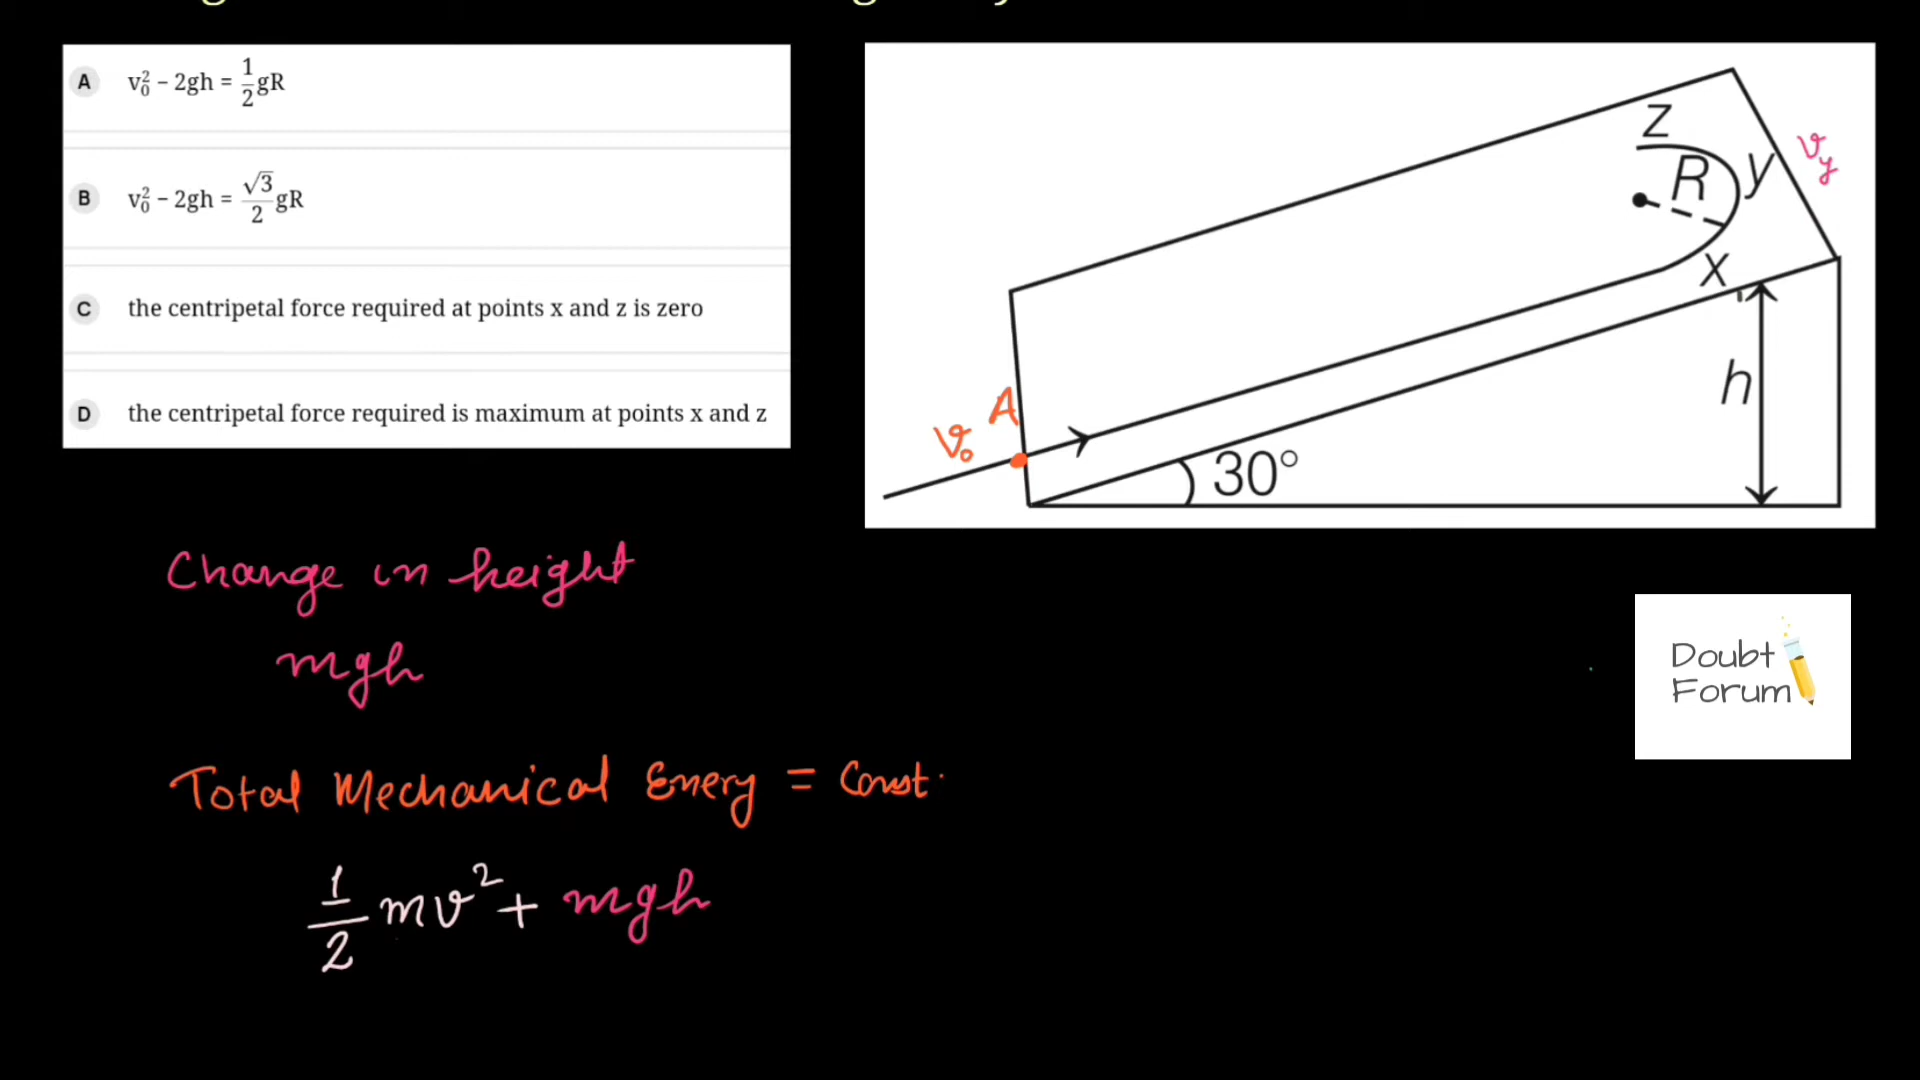 A v₀² – 2gh = 1/2 gR
B v₀² – 2gh = √3/2 gR
C the centripetal force required at points x and z is zero
D the centripetal force required is maximum at points x and z
z
R
y
v_y
x
h
A
v₀
30°
Change in height
mgh
Total Mechanical Enery = Const.
1/2 mv² + mgh
Doubt
Forum